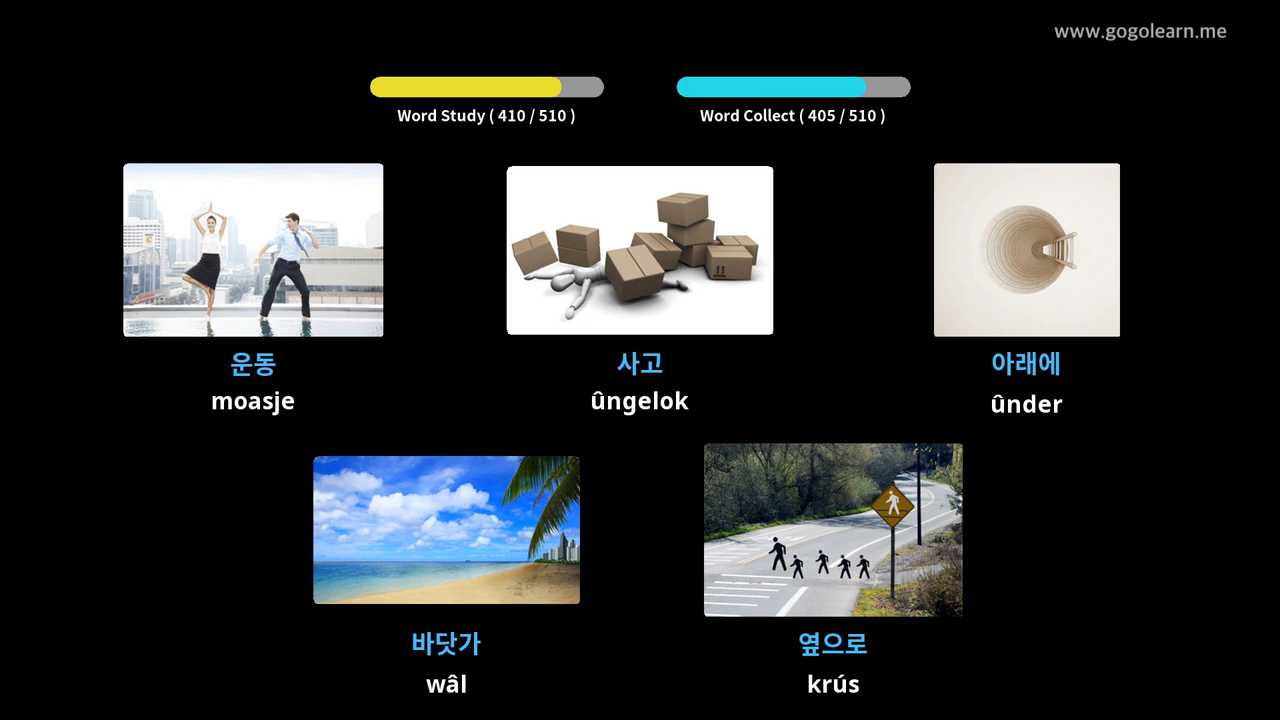 www.gogolearn.me
Word Study ( 410 / 510 )
Word Collect ( 405 / 510 )
운동
moasje
사고
ûngelok
아래에
ûnder
바닷가
wâl
옆으로
krús